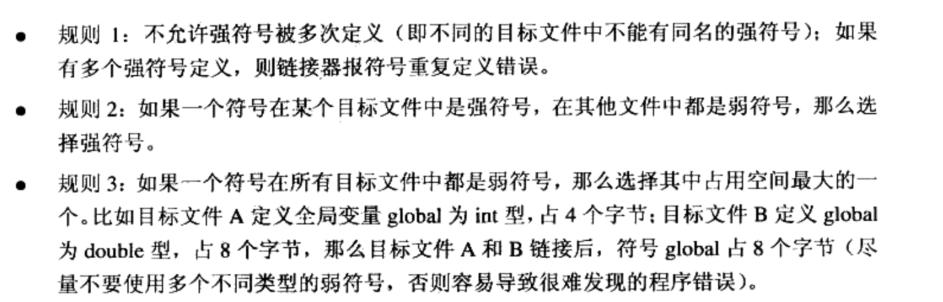 ● 规则 1：不允许强符号被多次定义（即不同的目标文件中不能有同名的强符号）；如果
有多个强符号定义，则链接器报符号重复定义错误。
● 规则 2：如果一个符号在某个目标文件中是强符号，在其他文件中都是弱符号，那么选
择强符号。
● 规则 3：如果一个符号在所有目标文件中都是弱符号，那么选择其中占用空间最大的一
个。比如目标文件 A 定义全局变量 global 为 int 型，占 4 个字节；目标文件 B 定义 global
为 double 型，占 8 个字节，那么目标文件 A 和 B 链接后，符号 global 占 8 个字节（尽
量不要使用多个不同类型的弱符号，否则容易导致很难发现的程序错误）。